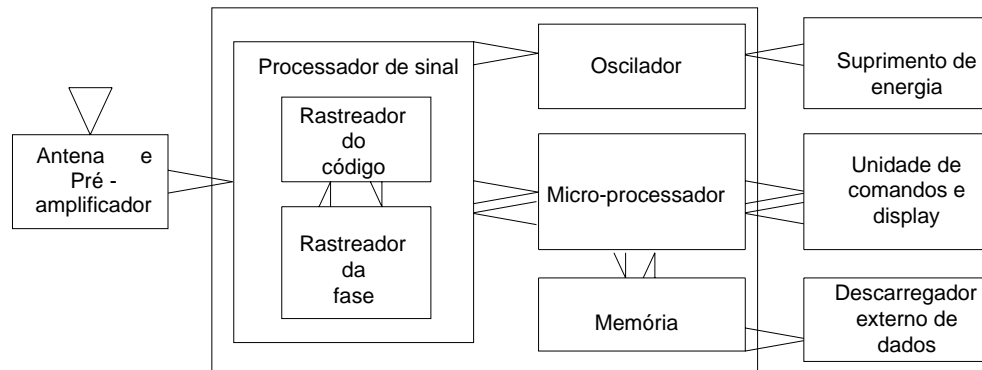 Antena e
Pré -
amplificador
Processador de sinal
Rastreador
do
código
Rastreador
da
fase
Oscilador
Micro-processador
Memória
Suprimento de
energia
Unidade de
comandos e
display
Descarregador
externo de
dados